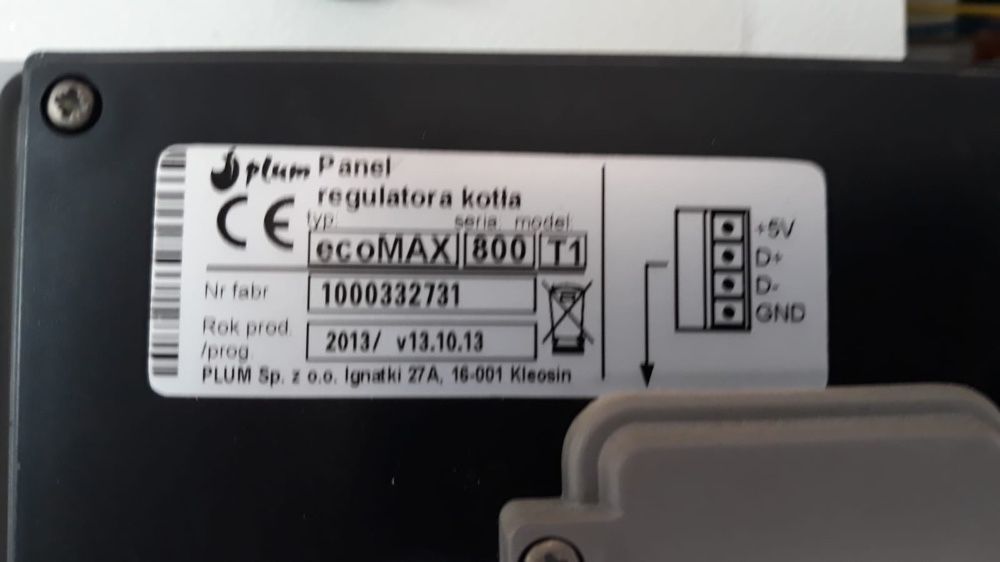 plum Panel
regulatora kotła
CE
typ: seria: model:
ecoMAX 800 T1
Nr fabr 1000332731
Rok prod. /prog. 2013/ v13.10.13
PLUM Sp. z o.o. Ignatki 27A, 16-001 Kleosin
+5V
D+
D-
GND